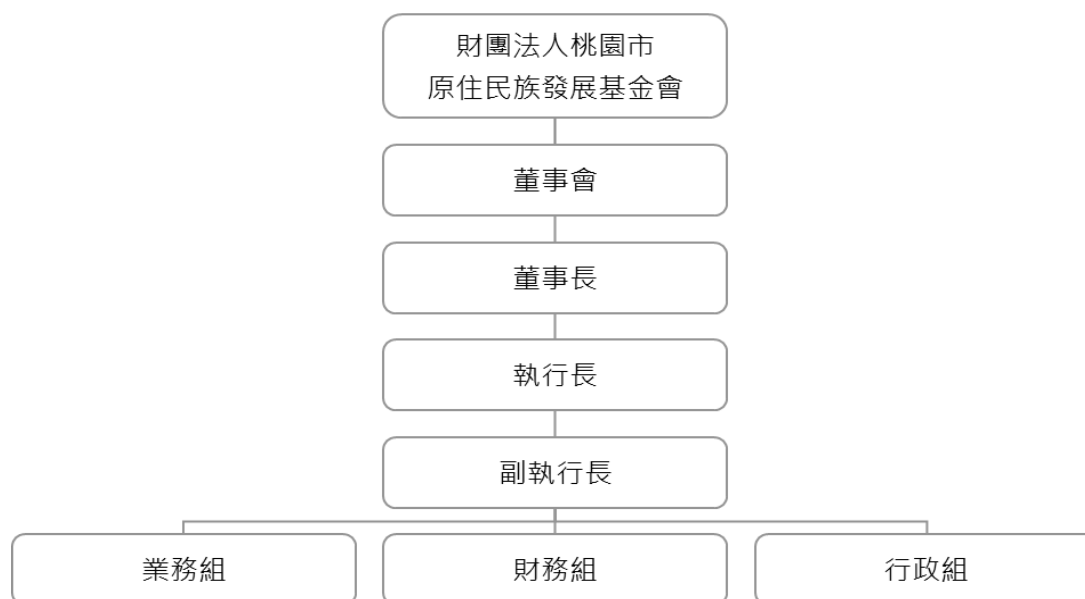 財團法人桃園市
原住民族發展基金會
董事會
董事長
執行長
副執行長
業務組
財務組
行政組